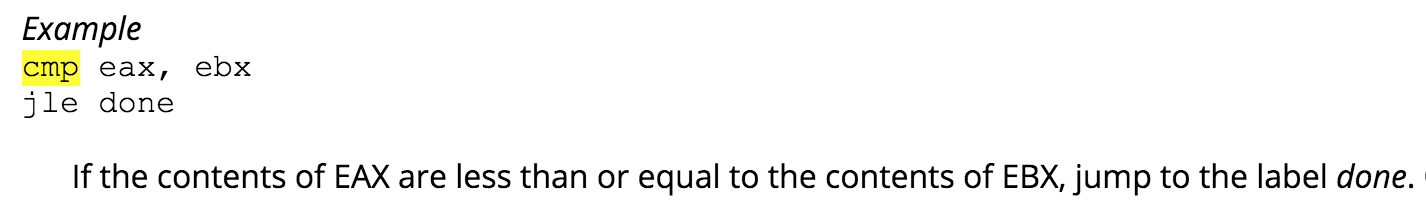 Example
cmp eax, ebx
jle done
If the contents of EAX are less than or equal to the contents of EBX, jump to the label done.